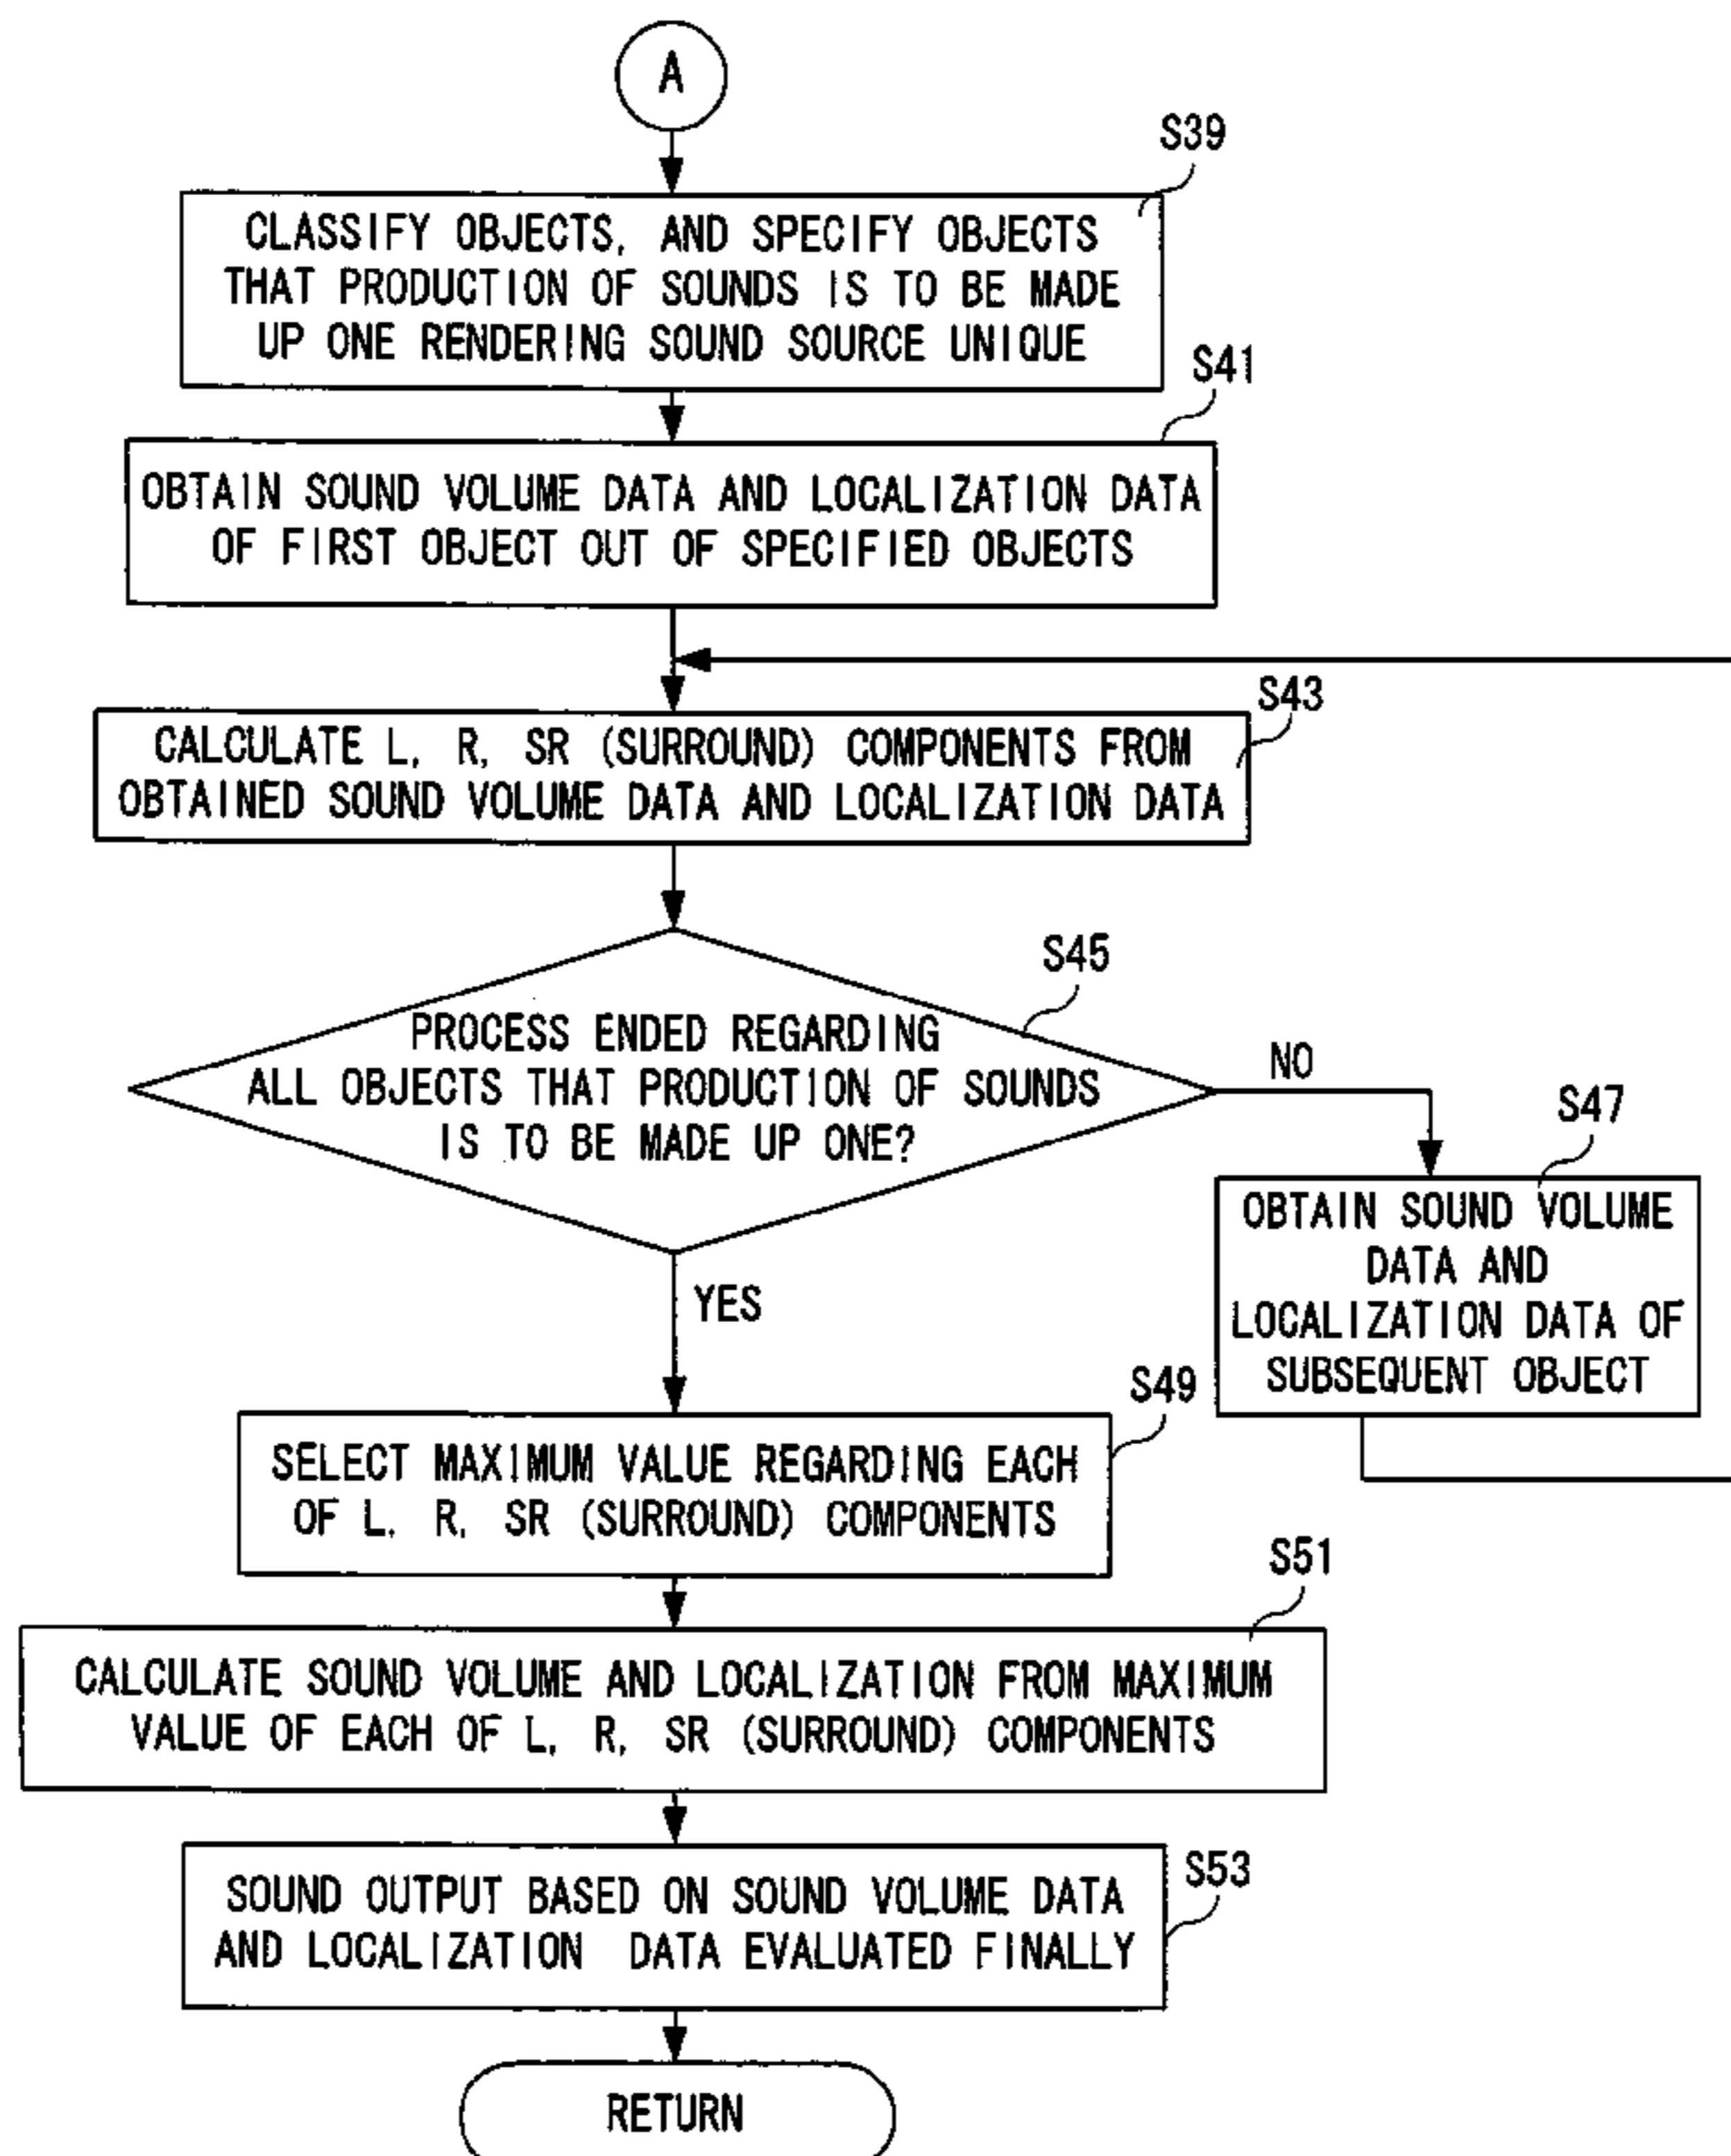 A
S39
CLASSIFY OBJECTS, AND SPECIFY OBJECTS
THAT PRODUCTION OF SOUNDS IS TO BE MADE
UP ONE RENDERING SOUND SOURCE UNIQUE
S41
OBTAIN SOUND VOLUME DATA AND LOCALIZATION DATA
OF FIRST OBJECT OUT OF SPECIFIED OBJECTS
S43
CALCULATE L, R, SR (SURROUND) COMPONENTS FROM
OBTAINED SOUND VOLUME DATA AND LOCALIZATION DATA
S45
PROCESS ENDED REGARDING
ALL OBJECTS THAT PRODUCTION OF SOUNDS
IS TO BE MADE UP ONE?
NO
S47
OBTAIN SOUND VOLUME
DATA AND
LOCALIZATION DATA OF
SUBSEQUENT OBJECT
YES
S49
SELECT MAXIMUM VALUE REGARDING EACH
OF L, R, SR (SURROUND) COMPONENTS
S51
CALCULATE SOUND VOLUME AND LOCALIZATION FROM MAXIMUM
VALUE OF EACH OF L, R, SR (SURROUND) COMPONENTS
S53
SOUND OUTPUT BASED ON SOUND VOLUME DATA
AND LOCALIZATION DATA EVALUATED FINALLY
RETURN